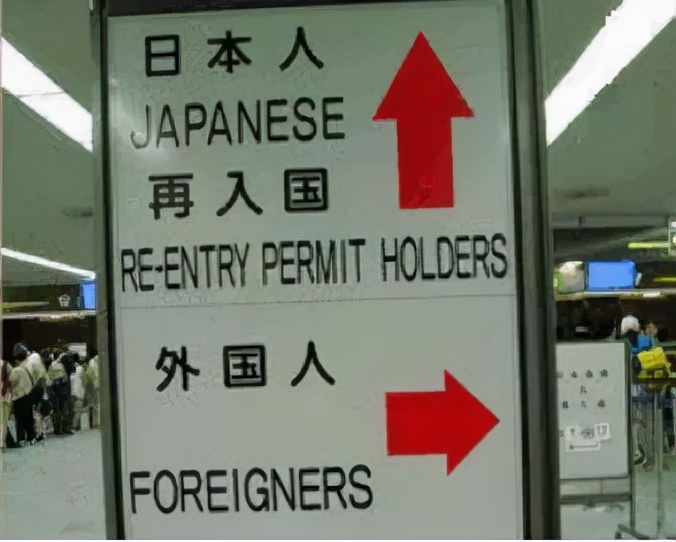 日本人
JAPANESE
再入国
RE-ENTRY PERMIT HOLDERS
外国人
FOREIGNERS